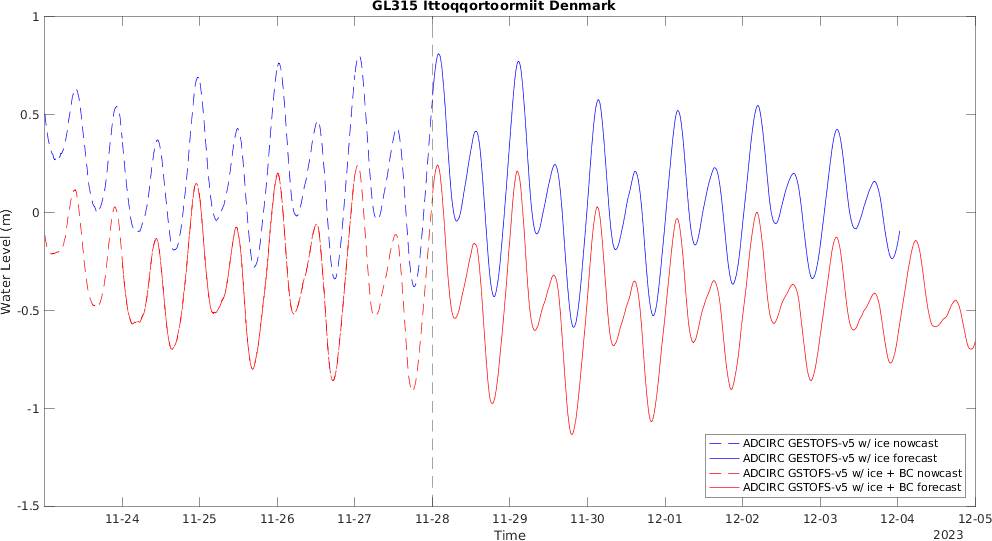 GL315 Ittoqqortoormiit Denmark
1
0.5
0
-0.5
-1
-1.5
Water Level (m)
11-24 11-25 11-26 11-27 11-28 11-29 11-30 12-01 12-02 12-03 12-04 12-05
Time
2023
ADCIRC GESTOFS-v5 w/ ice nowcast
ADCIRC GESTOFS-v5 w/ ice forecast
ADCIRC GSTOFS-v5 w/ ice + BC nowcast
ADCIRC GSTOFS-v5 w/ ice + BC forecast